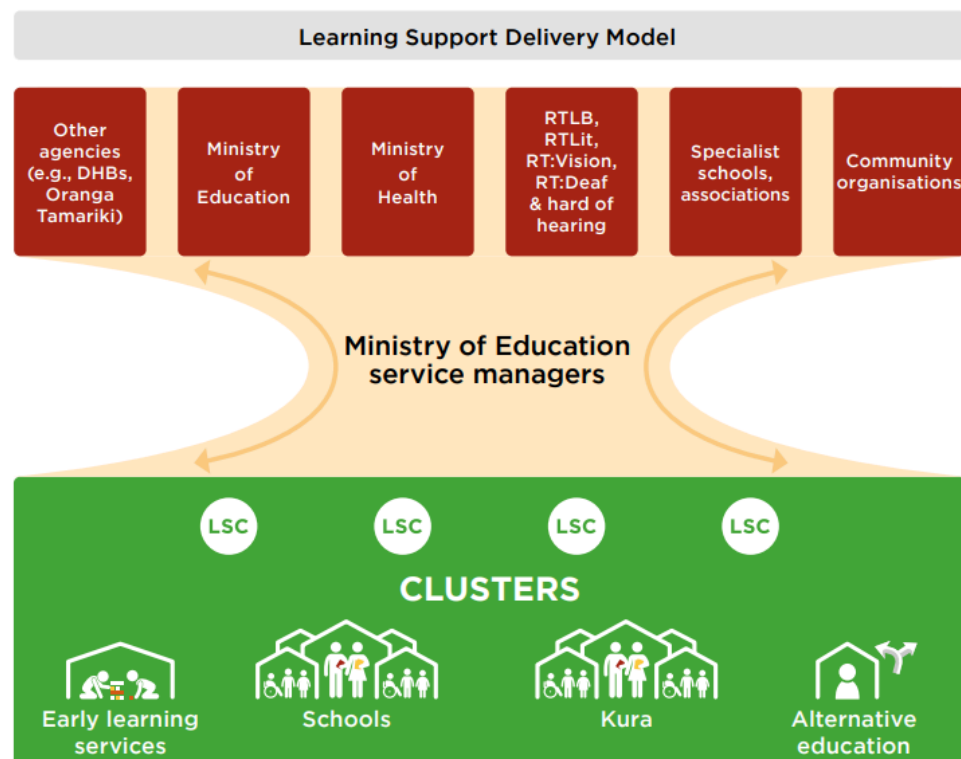 Learning Support Delivery Model
Other
agencies
(e.g., DHBs,
Oranga
Tamariki)
Ministry
of
Education
Ministry
of
Health
RTLB,
RTLit,
RT:Vision,
RT:Deaf
& hard of
hearing
Specialist
schools,
associations
Community
organisations
Ministry of Education
service managers
LSC
LSC
LSC
LSC
CLUSTERS
Early learning
services
Schools
Kura
Alternative
education